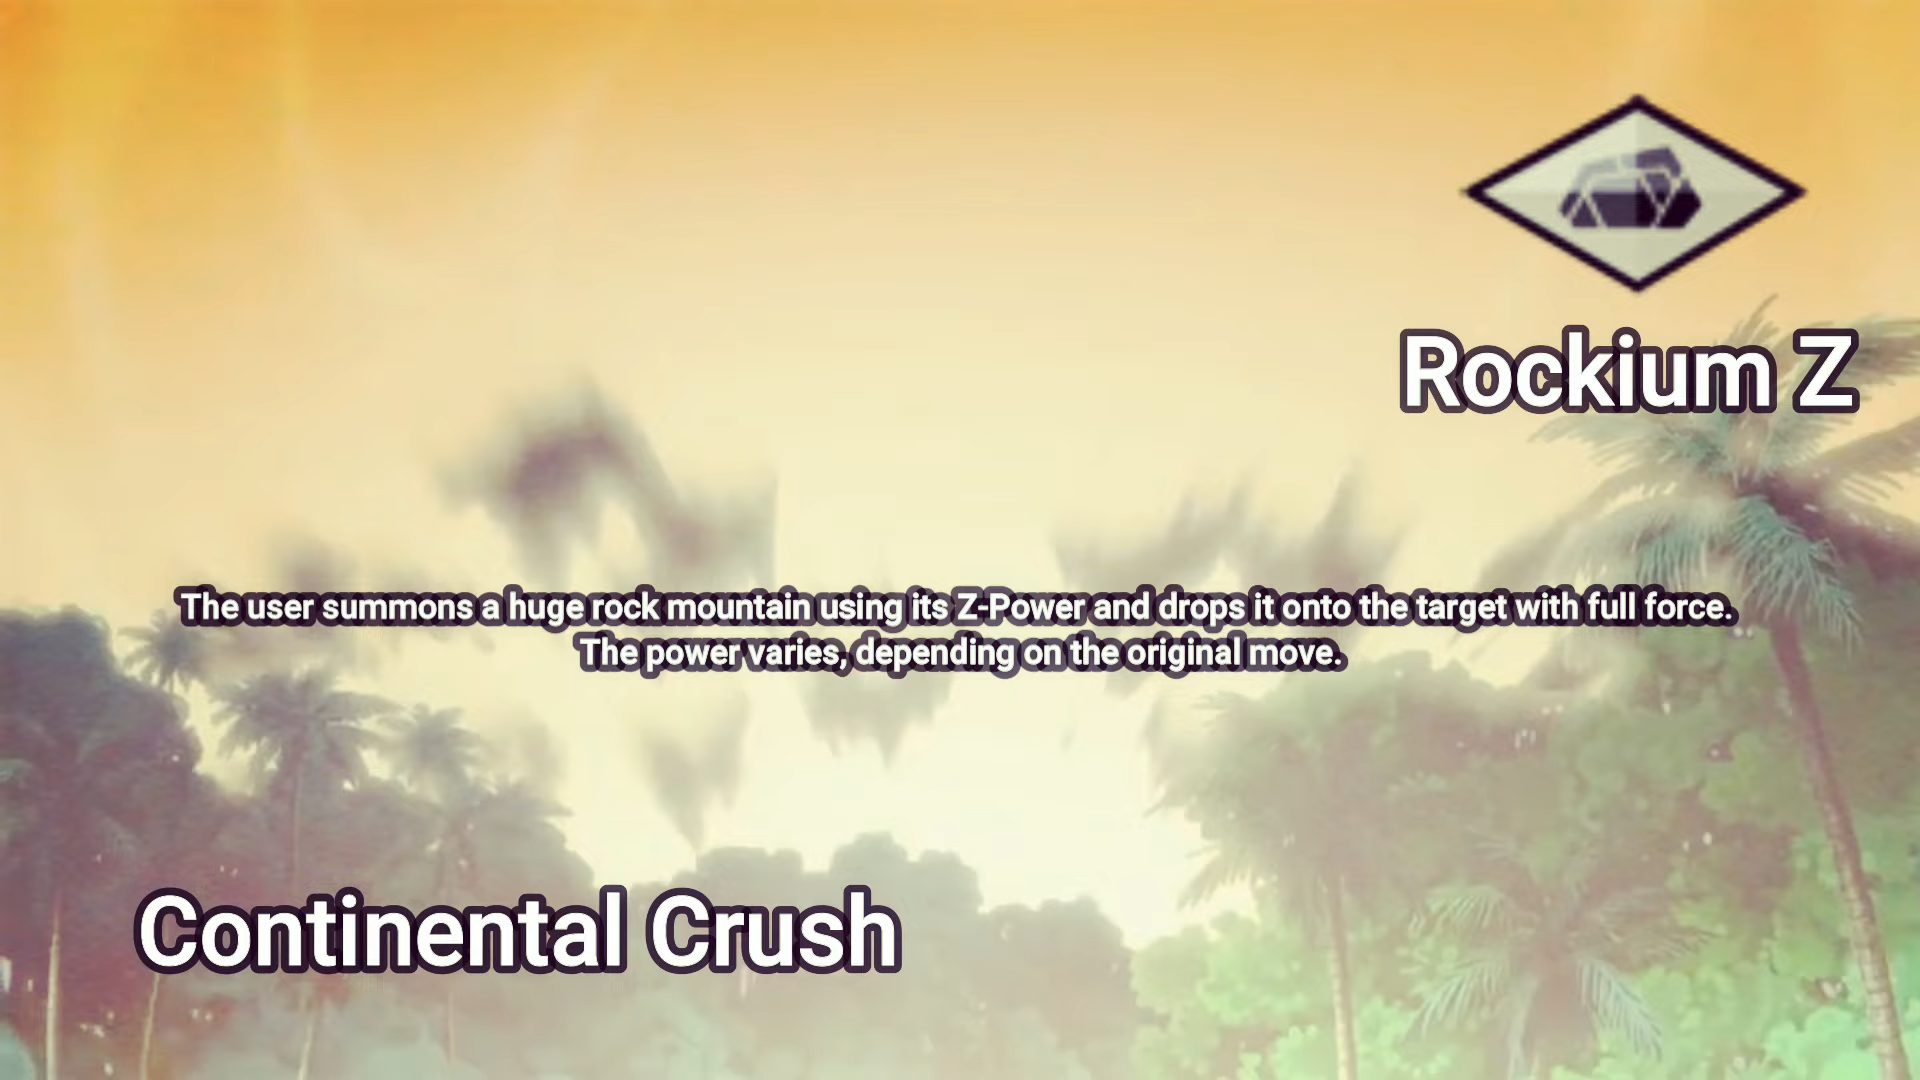 Rockium Z
The user summons a huge rock mountain using its Z-Power and drops it onto the target with full force.
The power varies, depending on the original move.
Continental Crush